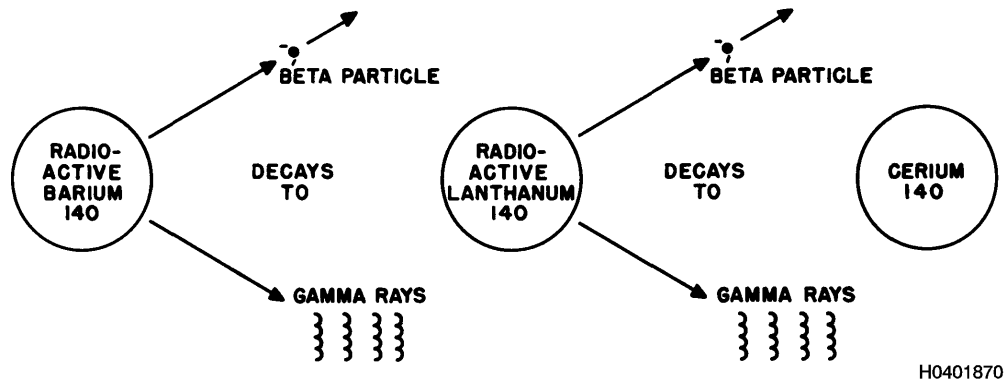 BETA PARTICLE
RADIO-
ACTIVE
BARIUM
140
DECAYS
TO
GAMMA RAYS
BETA PARTICLE
RADIO-
ACTIVE
LANTHANUM
140
DECAYS
TO
GAMMA RAYS
CERIUM
140
H0401870